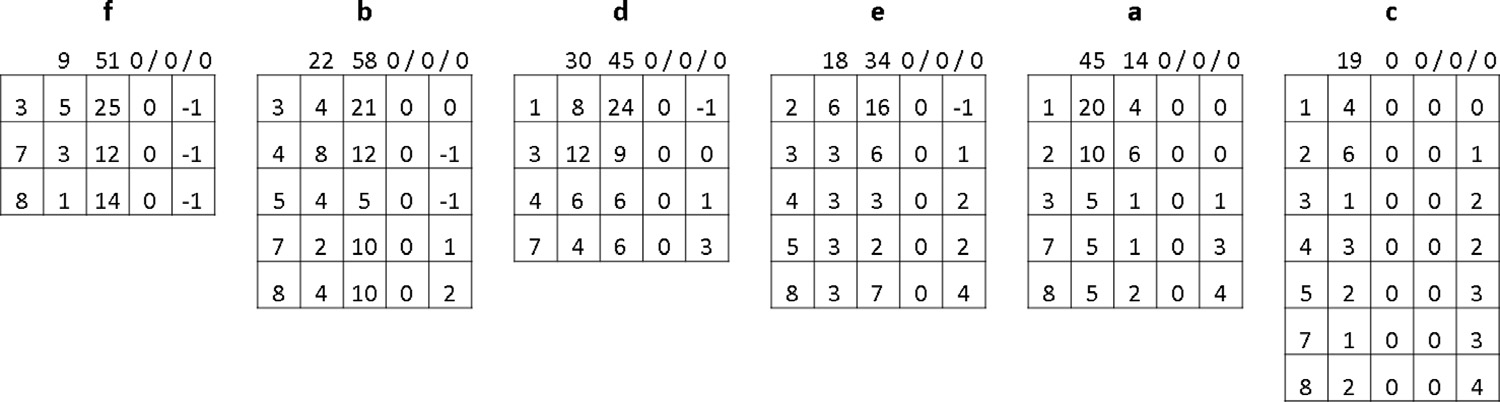 f b d e a c
9 51 0 / 0 / 0 22 58 0 / 0 / 0 30 45 0 / 0 / 0 18 34 0 / 0 / 0 45 14 0 / 0 / 0 19 0 0 / 0 / 0
3 5 25 0 -1 3 4 21 0 0 1 8 24 0 -1 2 6 16 0 -1 1 20 4 0 0 1 4 0 0 0
7 3 12 0 -1 4 8 12 0 -1 3 12 9 0 0 3 3 6 0 1 2 10 6 0 0 2 6 0 0 1
8 1 14 0 -1 5 4 5 0 -1 4 6 6 0 1 4 3 3 0 2 3 5 1 0 1 3 1 0 0 2
7 2 10 0 1 7 4 6 0 3 5 3 2 0 2 7 5 1 0 3 4 3 0 0 2
8 4 10 0 2 8 3 7 0 4 8 5 2 0 4 5 2 0 0 3
7 1 0 0 3
8 2 0 0 4